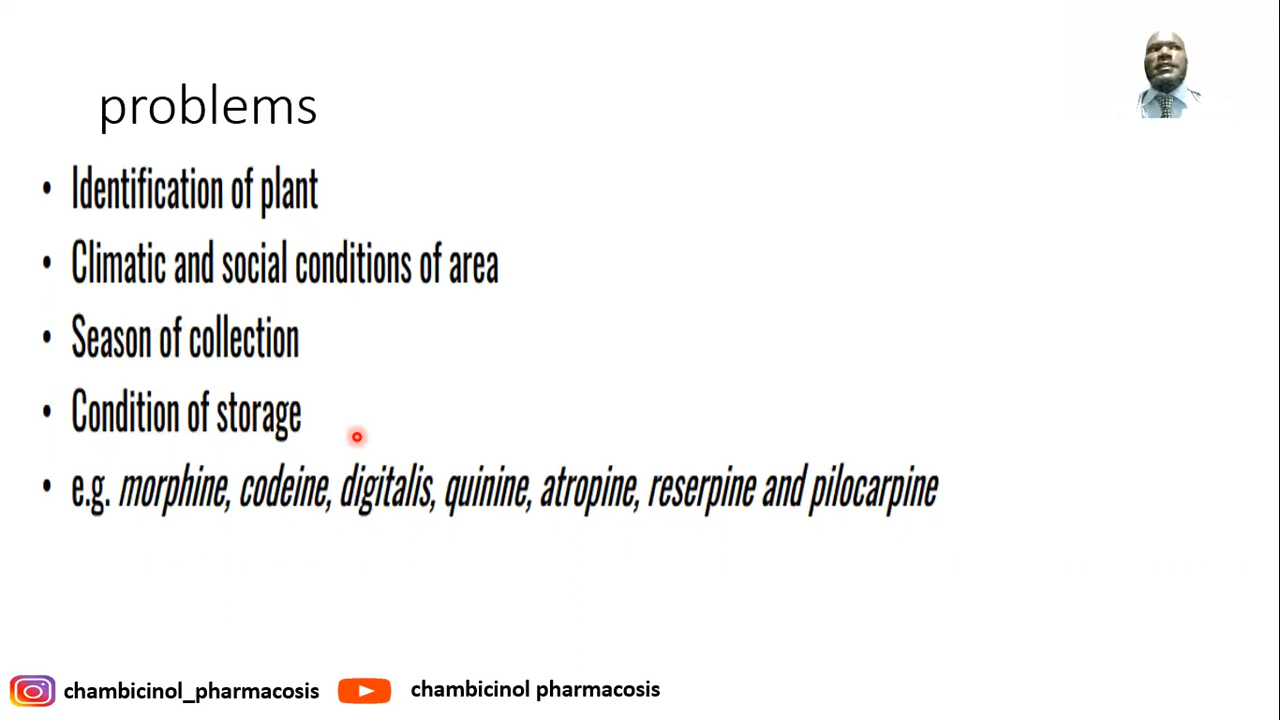 problems
• Identification of plant
• Climatic and social conditions of area
• Season of collection
• Condition of storage
• e.g. morphine, codeine, digitalis, quinine, atropine, reserpine and pilocarpine
chambicinol_pharmacosis chambicinol pharmacosis